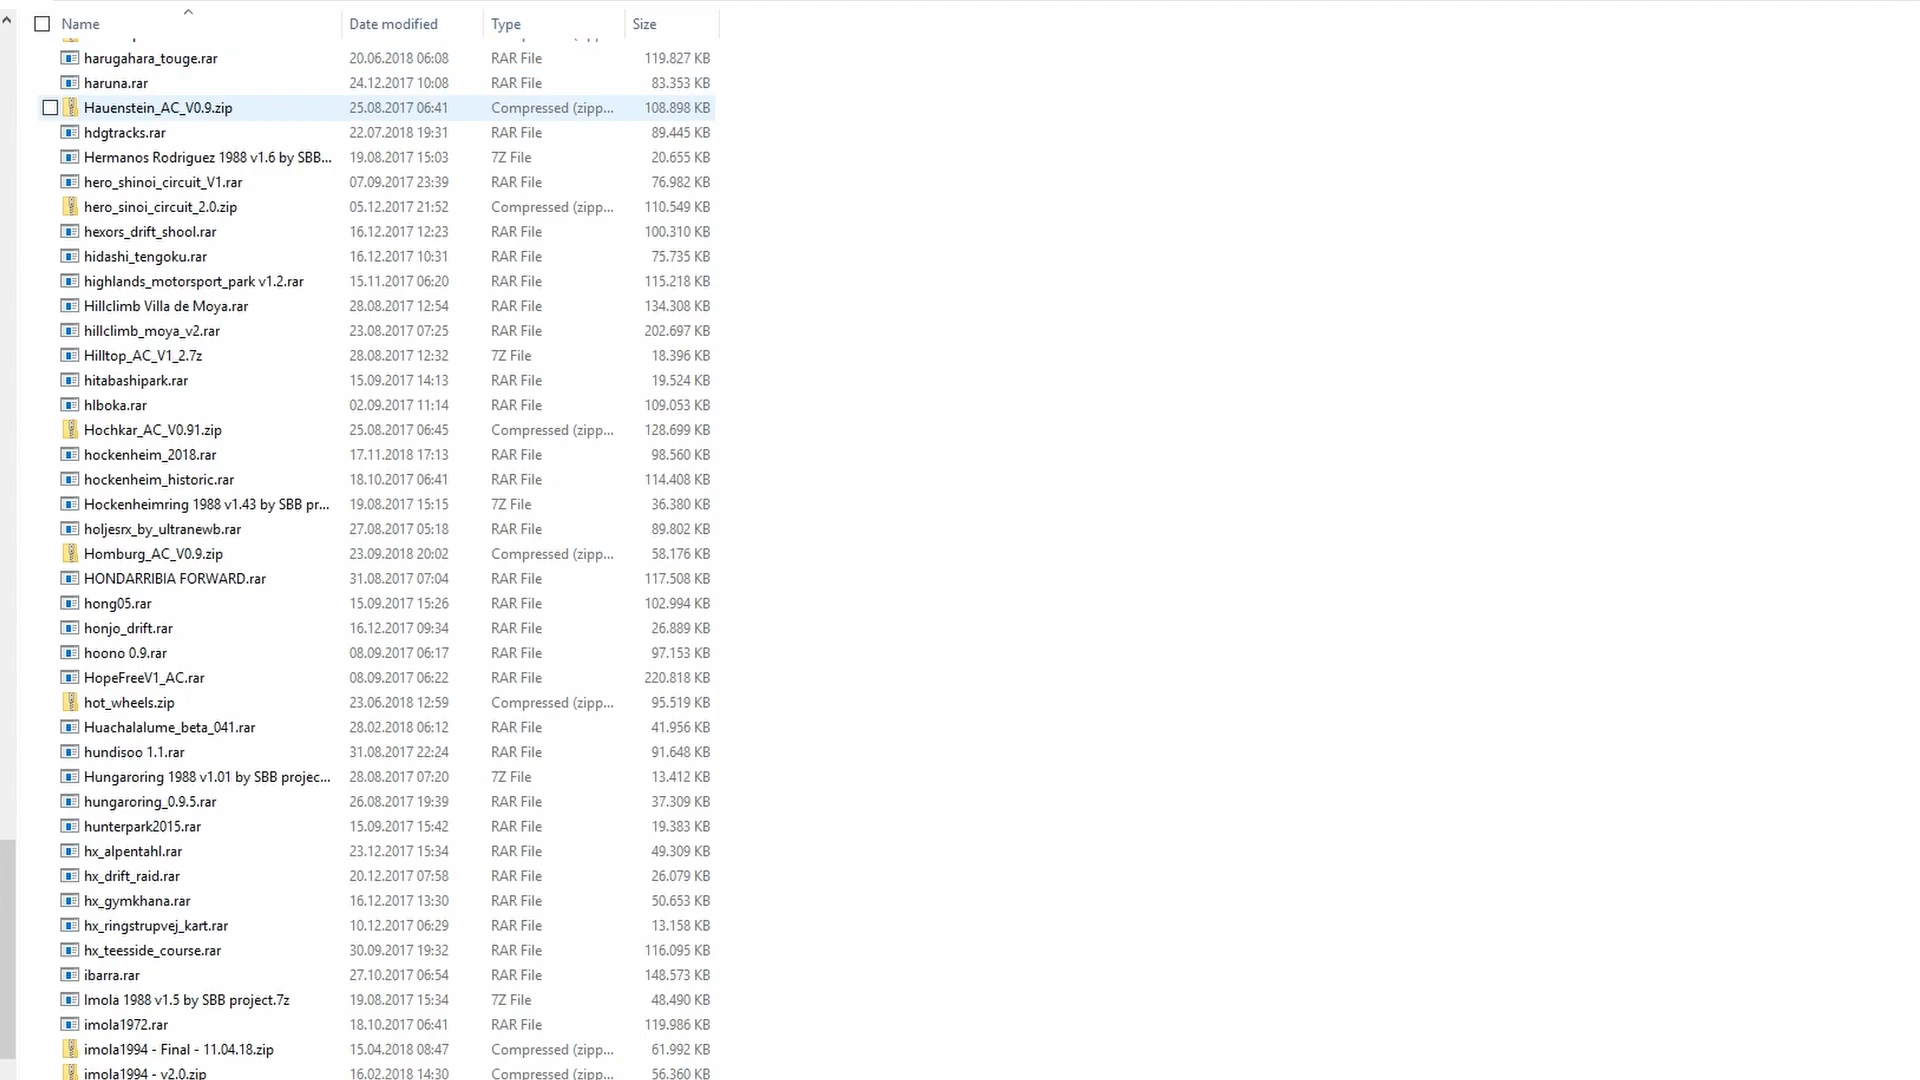 Name Date modified Type Size
harugahara_touge.rar 20.06.2018 06:08 RAR File 119.827 KB
haruna.rar 24.12.2017 10:08 RAR File 83.353 KB
Hauenstein_AC_V0.9.zip 25.08.2017 06:41 Compressed (zipp... 108.898 KB
hdgtracks.rar 22.07.2018 19:31 RAR File 89.445 KB
Hermanos Rodriguez 1988 v1.6 by SBB... 19.08.2017 15:03 7Z File 20.655 KB
hero_shinoi_circuit_V1.rar 07.09.2017 23:39 RAR File 76.982 KB
hero_sinoi_circuit_2.0.zip 05.12.2017 21:52 Compressed (zipp... 110.549 KB
hexors_drift_shool.rar 16.12.2017 12:23 RAR File 100.310 KB
hidashi_tengoku.rar 16.12.2017 10:31 RAR File 75.735 KB
highlands_motorsport_park v1.2.rar 15.11.2017 06:20 RAR File 115.218 KB
Hillclimb Villa de Moya.rar 28.08.2017 12:54 RAR File 134.308 KB
hillclimb_moya_v2.rar 23.08.2017 07:25 RAR File 202.697 KB
Hilltop_AC_V1_2.7z 28.08.2017 12:32 7Z File 18.396 KB
hitabashipark.rar 15.09.2017 14:13 RAR File 19.524 KB
hlboka.rar 02.09.2017 11:14 RAR File 109.053 KB
Hochkar_AC_V0.91.zip 25.08.2017 06:45 Compressed (zipp... 128.699 KB
hockenheim_2018.rar 17.11.2018 17:13 RAR File 98.560 KB
hockenheim_historic.rar 18.10.2017 06:41 RAR File 114.408 KB
Hockenheimring 1988 v1.43 by SBB pr... 19.08.2017 15:15 7Z File 36.380 KB
holjesrx_by_ultranewb.rar 27.08.2017 05:18 RAR File 89.802 KB
Homburg_AC_V0.9.zip 23.09.2018 20:02 Compressed (zipp... 58.176 KB
HONDARRIBIA FORWARD.rar 31.08.2017 07:04 RAR File 117.508 KB
hong05.rar 15.09.2017 15:26 RAR File 102.994 KB
honjo_drift.rar 16.12.2017 09:34 RAR File 26.889 KB
hoono 0.9.rar 08.09.2017 06:17 RAR File 97.153 KB
HopeFreeV1_AC.rar 08.09.2017 06:22 RAR File 220.818 KB
hot_wheels.zip 23.06.2018 12:59 Compressed (zipp... 95.519 KB
Huachalalume_beta_041.rar 28.02.2018 06:12 RAR File 41.956 KB
hundisoo 1.1.rar 31.08.2017 22:24 RAR File 91.648 KB
Hungaroring 1988 v1.01 by SBB projec... 28.08.2017 07:20 7Z File 13.412 KB
hungaroring_0.9.5.rar 26.08.2017 19:39 RAR File 37.309 KB
hunterpark2015.rar 15.09.2017 15:42 RAR File 19.383 KB
hx_alpentahl.rar 23.12.2017 15:34 RAR File 49.309 KB
hx_drift_raid.rar 20.12.2017 07:58 RAR File 26.079 KB
hx_gymkhana.rar 16.12.2017 13:30 RAR File 50.653 KB
hx_ringstrupvej_kart.rar 10.12.2017 06:29 RAR File 13.158 KB
hx_teesside_course.rar 30.09.2017 19:32 RAR File 116.095 KB
ibarra.rar 27.10.2017 06:54 RAR File 148.573 KB
Imola 1988 v1.5 by SBB project.7z 19.08.2017 15:34 7Z File 48.490 KB
imola1972.rar 18.10.2017 06:41 RAR File 119.986 KB
imola1994 - Final - 11.04.18.zip 15.04.2018 08:47 Compressed (zipp... 61.992 KB
imola1994 - v2.0.zip 16.02.2018 14:30 Compressed (zipp... 56.360 KB